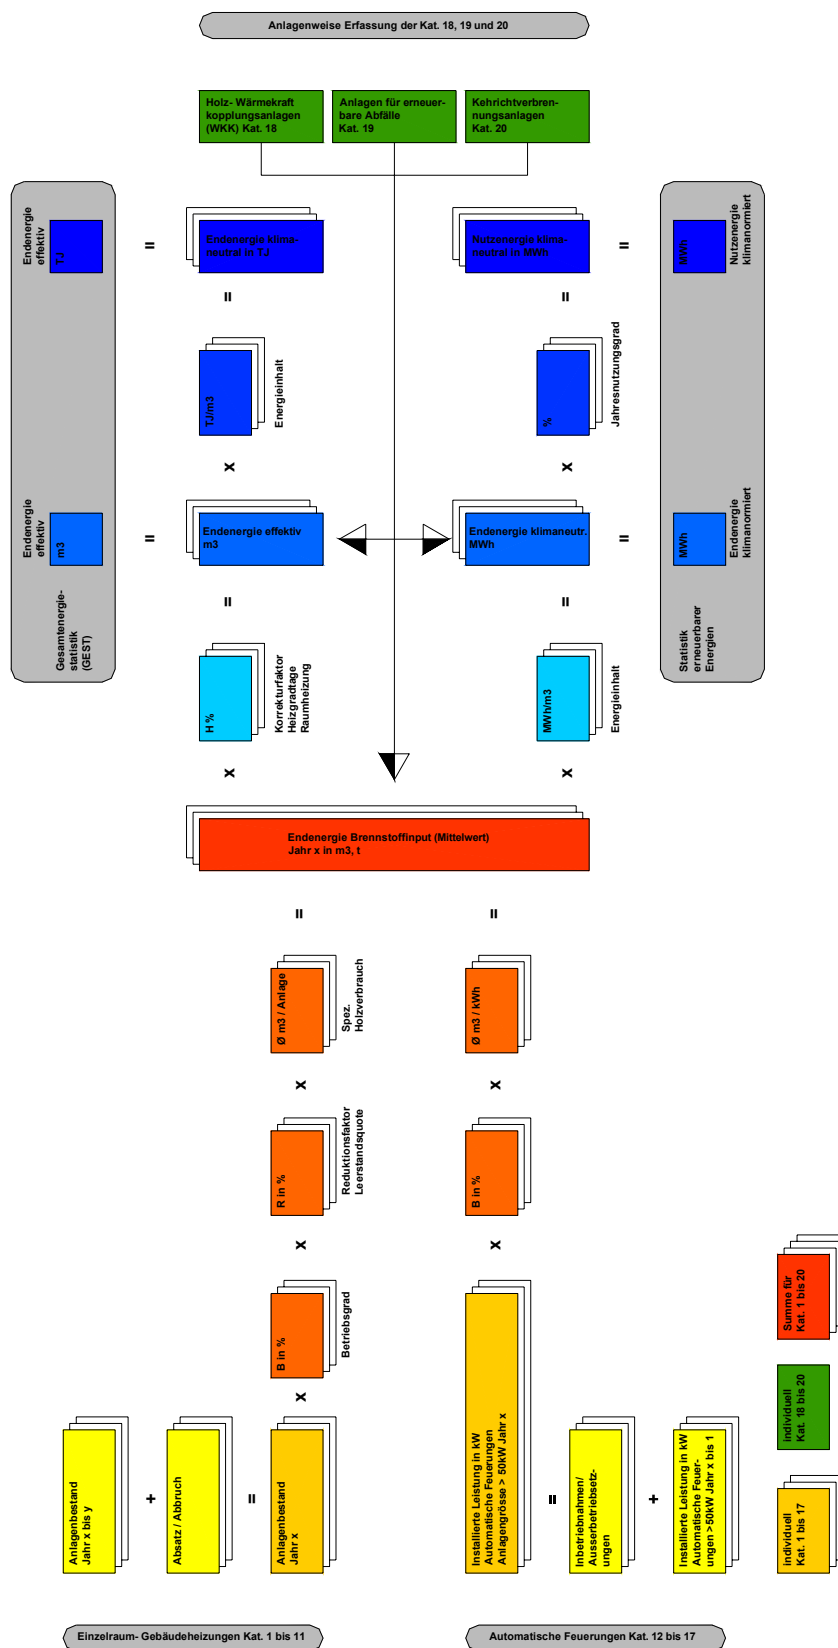 Anlagenweise Erfassung der Kat. 18, 19 und 20
Holz- Wärmekraft
kopplungsanlagen
(WKK) Kat. 18
Anlagen für erneuer-
bare Abfälle
Kat. 19
Kehrichtverbren-
nungsanlagen
Kat. 20
Endenergie
effektiv
TJ
=
Endenergie klima-
neutral in TJ
Nutzenergie klima-
neutral in MWh
=
MWh
Nutzenergie
klimanormiert
=
=
TJ/m3
Energieinhalt
%
Jahresnutzungsgrad
x
x
Endenergie
effektiv
m3
=
Endenergie effektiv
m3
Endenergie klimaneutr.
MWh
=
MWh
Endenergie
klimanormiert
=
=
Gesamtenergie-
statistik
(GEST)
H %
Korrekturfaktor
Heizgradtage
Raumheizung
MWh/m3
Energieinhalt
Statistik
erneuerbarer
Energien
x
x
Endenergie Brennstoffinput (Mittelwert)
Jahr x in m3, t
=
=
Ø m3 / Anlage
Spez.
Holzverbrauch
Ø m3 / kWh
x
x
R in %
Reduktionsfaktor
Leerstandsquote
B in %
x
x
B in %
Betriebsgrad
x
Anlagenbestand
Jahr x bis y
+
Absatz / Abbruch
=
Anlagenbestand
Jahr x
Installierte Leistung in kW
Automatische Feuerungen
Anlagengrösse > 50kW Jahr x
=
Inbetriebnahmen/
Ausserbetriebsetz-
ungen
+
Installierte Leistung in kW
Automatische Feuer-
ungen >50kW Jahr x bis 1
Summe für
Kat. 1 bis 20
individuell
Kat. 18 bis 20
individuell
Kat. 1 bis 17
Einzelraum- Gebäudeheizungen Kat. 1 bis 11
Automatische Feuerungen Kat. 12 bis 17